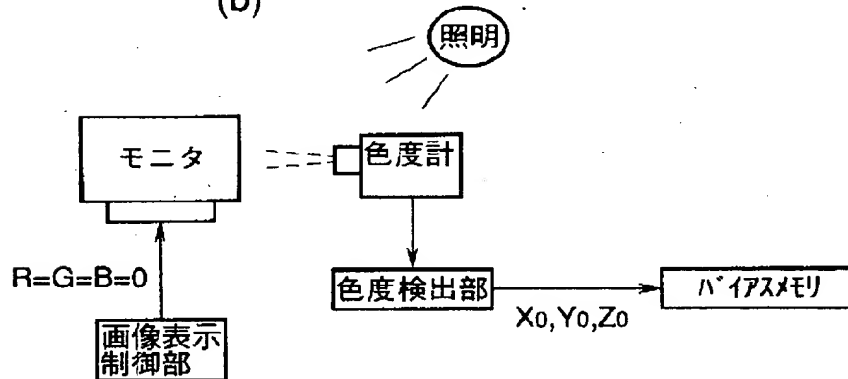 (b)
照明
モニタ
色度計
R=G=B=0
色度検出部
X0,Y0,Z0
バイアスメモリ
画像表示
制御部